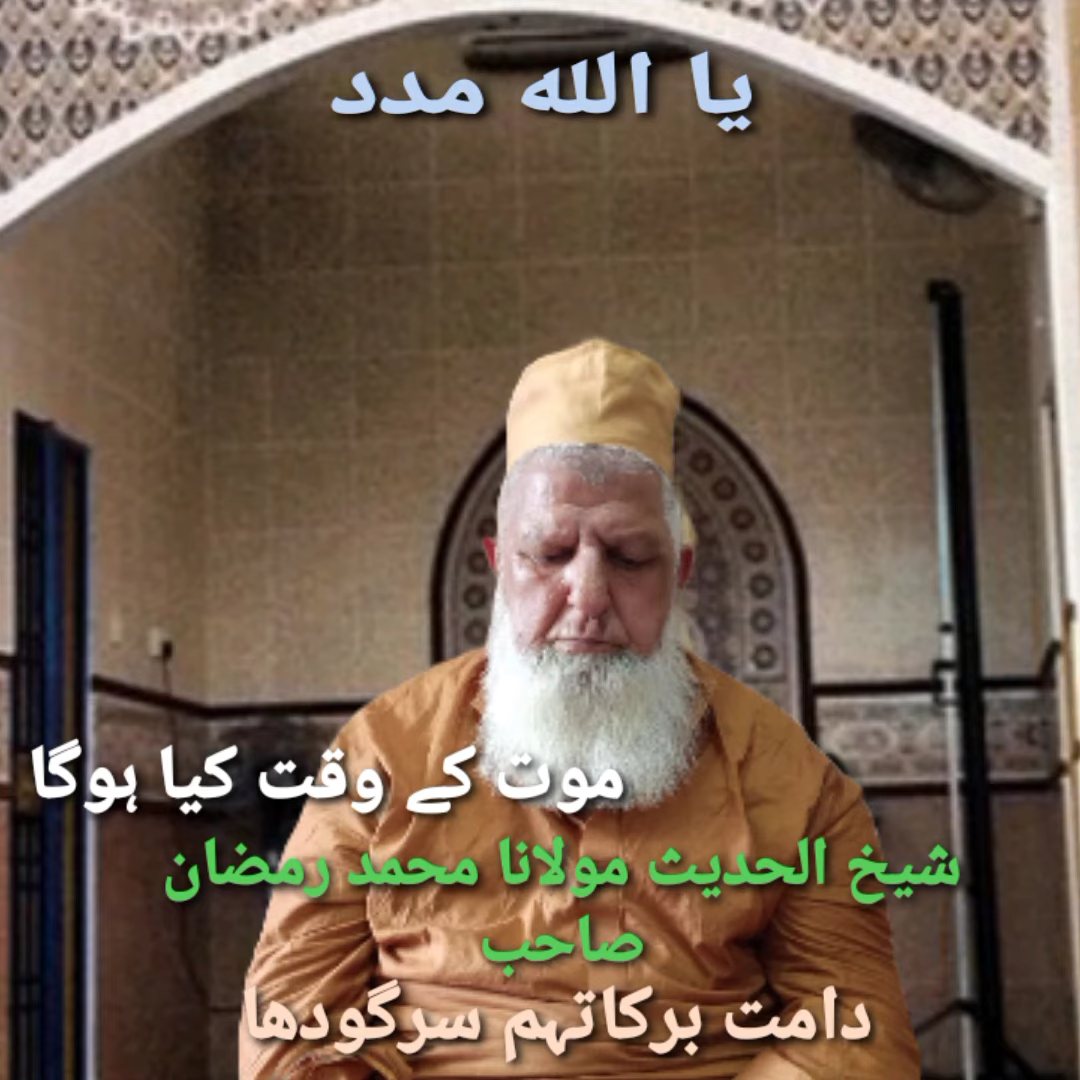 یا اللہ مدد
موت کے وقت کیا ہوگا
شیخ الحدیث مولانا محمد رمضان
صاحب
دامت برکاتہم سرگودھا